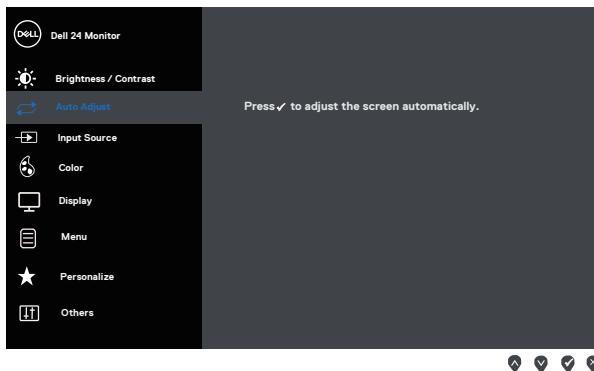 DELL
Dell 24 Monitor
Brightness / Contrast
Auto Adjust
Press ✓ to adjust the screen automatically.
Input Source
Color
Display
Menu
Personalize
Others